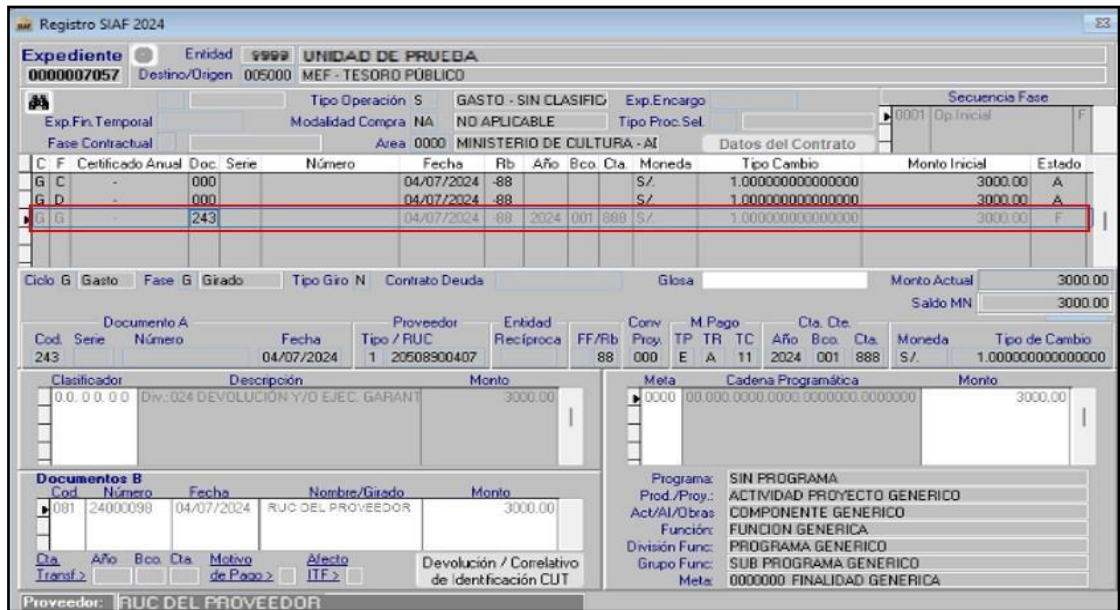 Registro SIAF 2024
Expediente Entidad 9999 UNIDAD DE PRUEBA
0000007057 Destino/Origen 005000 MEF - TESORO PÚBLICO
Tipo Operación S GASTO - SIN CLASIFIC Exp.Encargo Secuencia Fase
Exp.Fin.Temporal Modalidad Compra NA NO APLICABLE Tipo Proc.Sel. 0001 Op.Inicial F
Fase Contractual Area 0000 MINISTERIO DE CULTURA - AD Datos del Contrato
C F Certificado Anual Doc. Serie Número Fecha Rb Año Bco. Cta. Moneda Tipo Cambio Monto Inicial Estado
G C - 000 04/07/2024 -88 S/. 1.000000000000000 3000.00 A
G D - 000 04/07/2024 -88 S/. 1.000000000000000 3000.00 A
G G - 243 04/07/2024 -88 2024 001 888 S/. 1.000000000000000 3000.00 F
Ciclo G Gasto Fase G Girado Tipo Giro N Contrato Deuda Glosa Monto Actual 3000.00
Saldo MN 3000.00
Documento A Proveedor Entidad Conv M.Pago Cta. Cte.
Cod. Serie Número Fecha Tipo / RUC Recíproca FF/Rb Proy. TP TR TC Año Bco. Cta. Moneda Tipo de Cambio
243 04/07/2024 1 20508900407 88 000 E A 11 2024 001 888 S/. 1.000000000000000
Clasificador Descripción Monto Meta Cadena Programática Monto
0.0. 0 0. 0 0 Div.:024 DEVOLUCIÓN Y/O EJEC. GARANT 3000.00 0000 00.000.0000.0000.0000000.0000000 3000.00
Documentos B
Cod. Número Fecha Nombre/Girado Monto
081 24000098 04/07/2024 RUC DEL PROVEEDOR 3000.00
Programa: SIN PROGRAMA
Prod./Proy.: ACTIVIDAD PROYECTO GENERICO
Act/AI/Obras COMPONENTE GENERICO
Función: FUNCION GENERICA
División Func: PROGRAMA GENERICO
Grupo Func: SUB PROGRAMA GENERICO
Meta: 0000000 FINALIDAD GENERICA
Cta. Año Bco. Cta. Motivo Afecto
Transf.> de Pago > ITF > Devolución / Correlativo
de Identificación CUT
Proveedor: RUC DEL PROVEEDOR